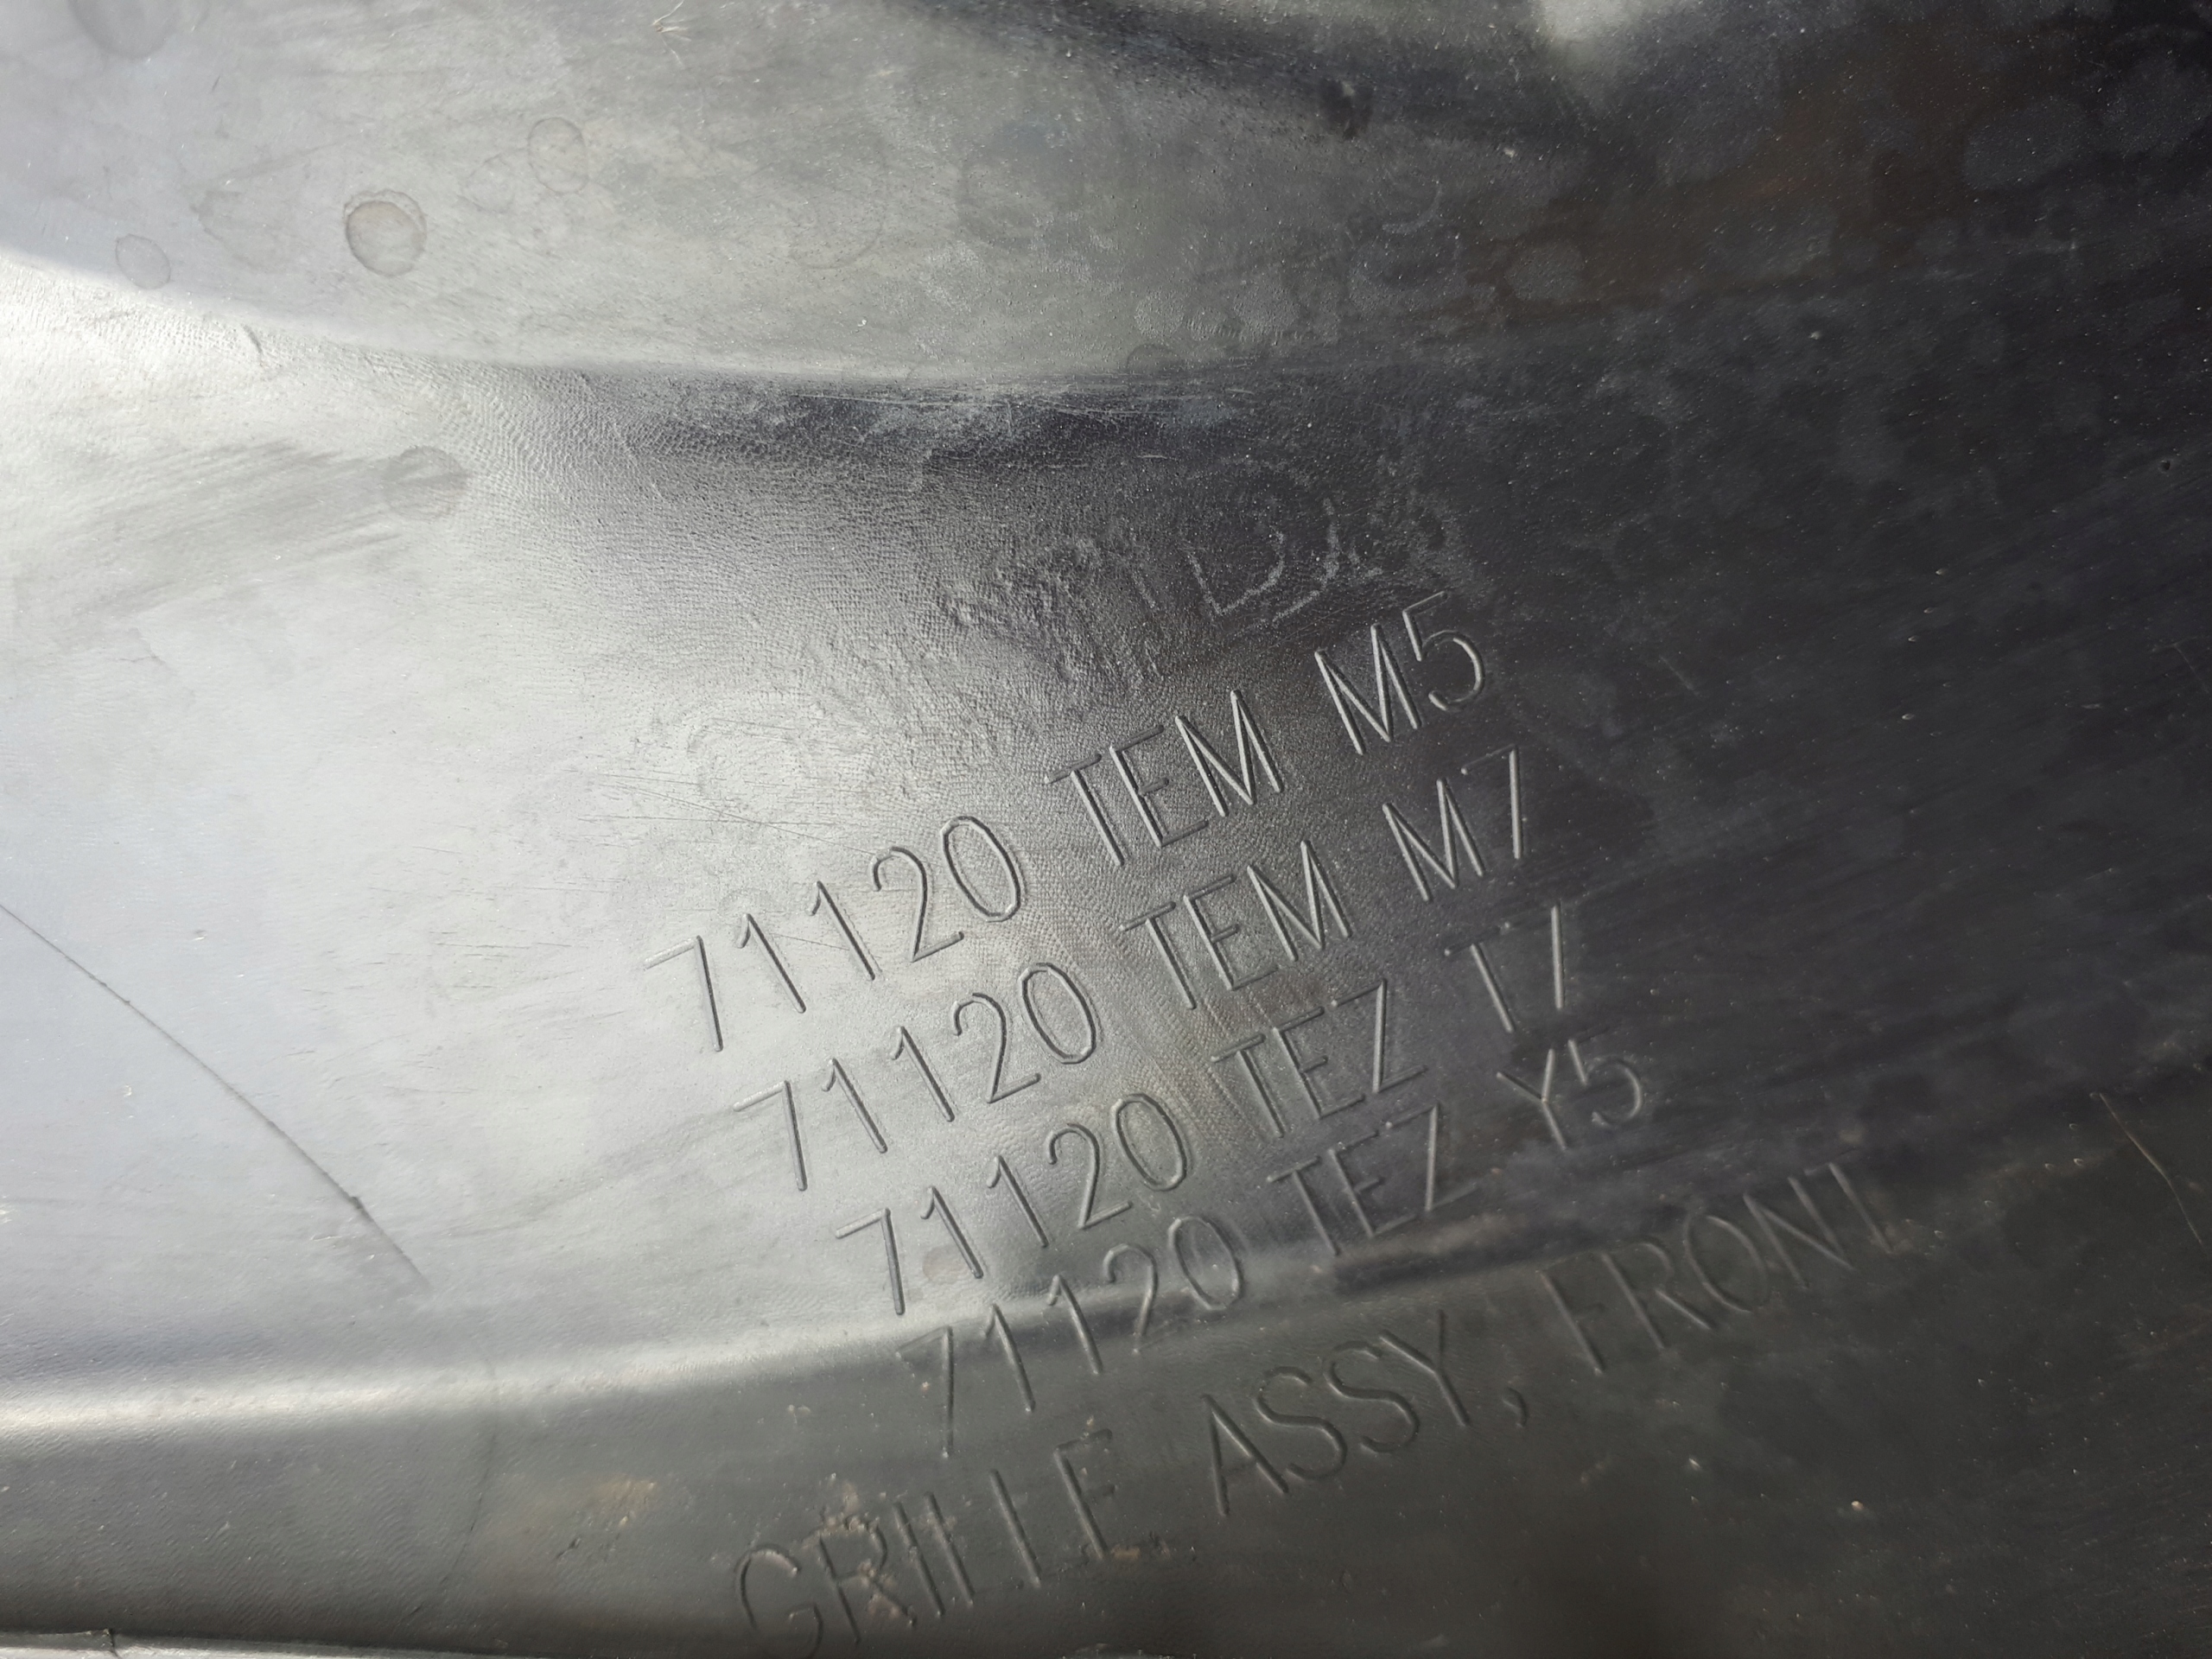 71120 TEM M5
71120 TEM M7
71120 TEZ T7
71120 TEZ Y5
GRILLE ASSY, FRONT